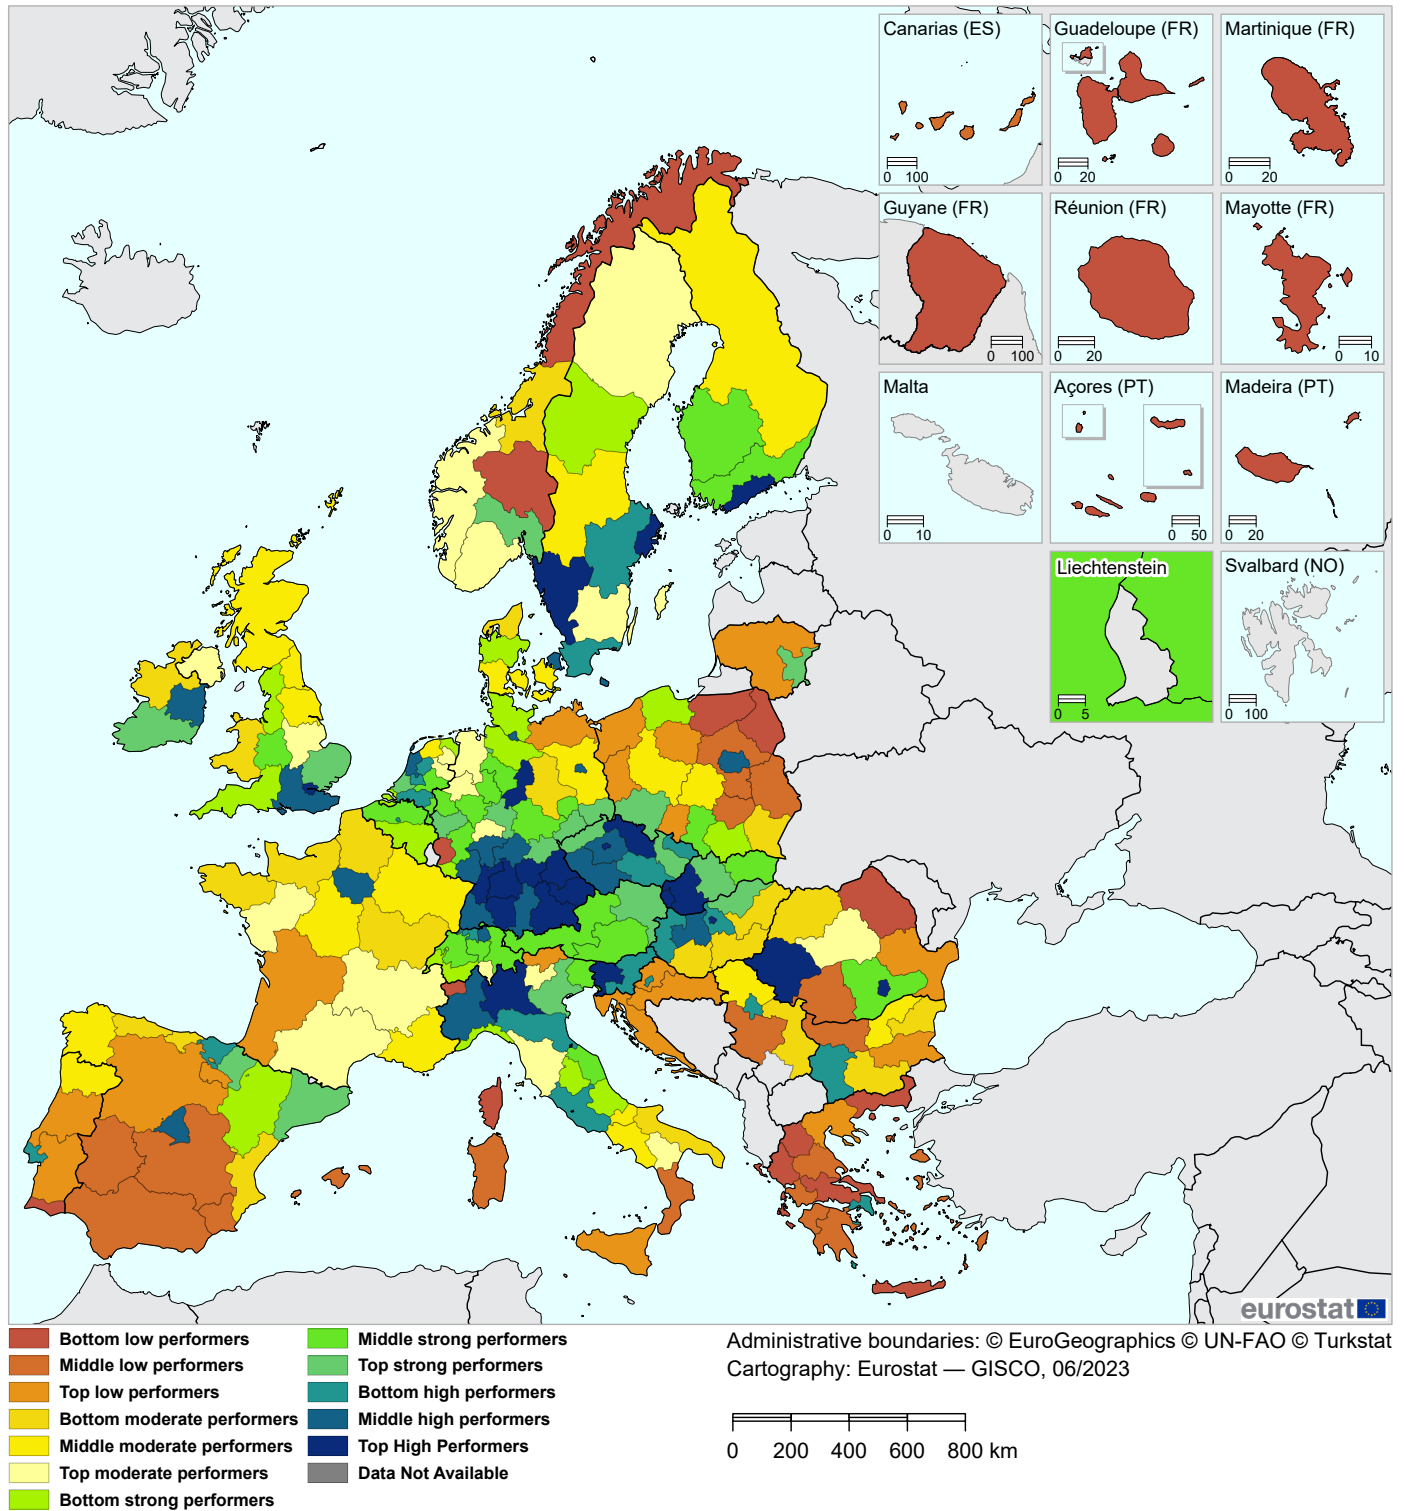 Canarias (ES)
0 100
Guadeloupe (FR)
0 20
Martinique (FR)
0 20
Guyane (FR)
0 100
Réunion (FR)
0 20
Mayotte (FR)
0 10
Malta
0 10
Açores (PT)
0 50
Madeira (PT)
0 20
Liechtenstein
0 5
Svalbard (NO)
0 100
eurostat
Bottom low performers
Middle low performers
Top low performers
Bottom moderate performers
Middle moderate performers
Top moderate performers
Bottom strong performers
Middle strong performers
Top strong performers
Bottom high performers
Middle high performers
Top High Performers
Data Not Available
Administrative boundaries: © EuroGeographics © UN-FAO © Turkstat
Cartography: Eurostat — GISCO, 06/2023
0 200 400 600 800 km